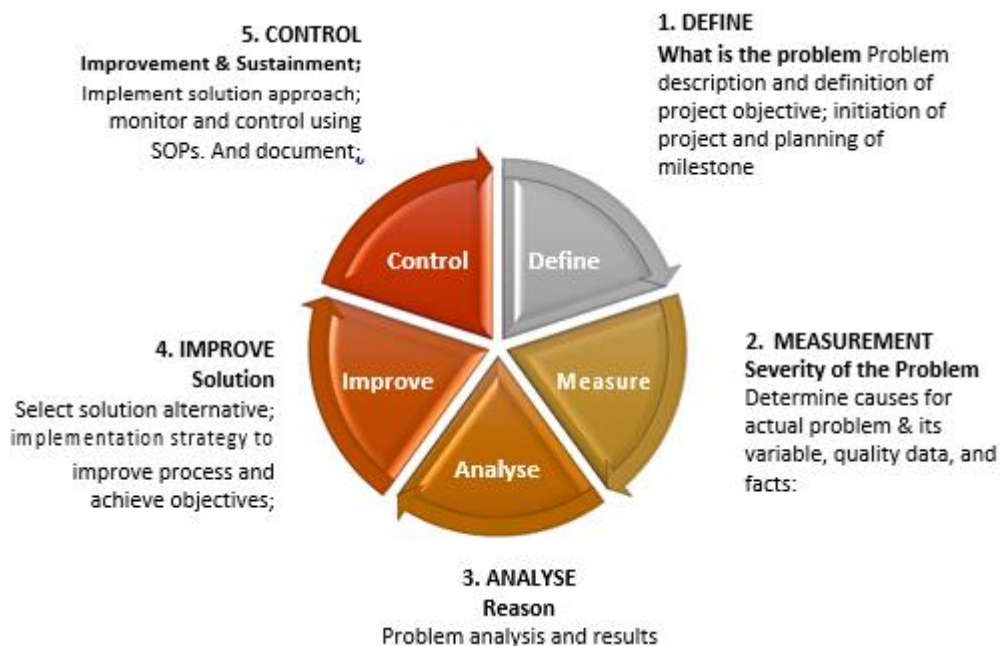 5. CONTROL
Improvement & Sustainment;
Implement solution approach;
monitor and control using
SOPs. And document;
1. DEFINE
What is the problem Problem
description and definition of
project objective; initiation of
project and planning of
milestone
Control
Define
4. IMPROVE
Solution
Select solution alternative;
implementation strategy to
improve process and
achieve objectives;
Improve
Measure
2. MEASUREMENT
Severity of the Problem
Determine causes for
actual problem & its
variable, quality data, and
facts:
Analyse
3. ANALYSE
Reason
Problem analysis and results